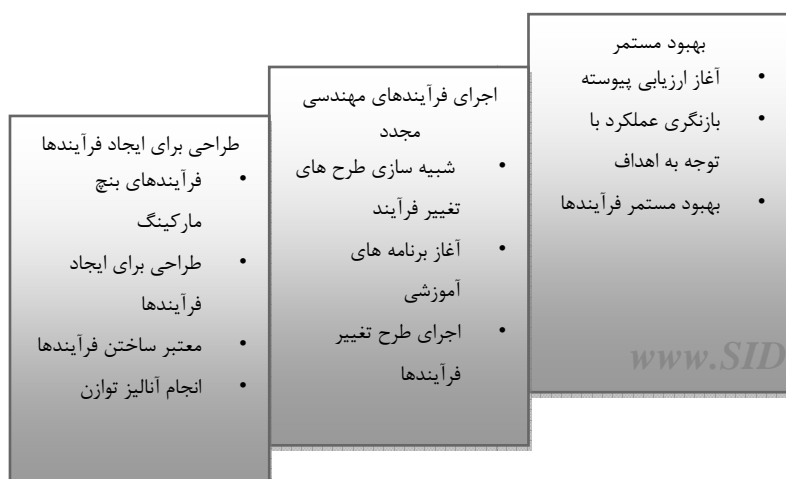 بهبود مستمر
• آغاز ارزیابی پیوسته
• بازنگری عملکرد با
توجه به اهداف
• بهبود مستمر فرآیندها
www.SID
اجرای فرآیندهای مهندسی
مجدد
• شبیه سازی طرح های
تغییر فرآیند
• آغاز برنامه های
آموزشی
• اجرای طرح تغییر
فرآیندها
طراحی برای ایجاد فرآیندها
• فرآیندهای بنچ
مارکینگ
• طراحی برای ایجاد
فرآیندها
• معتبر ساختن فرآیندها
• انجام آنالیز توازن